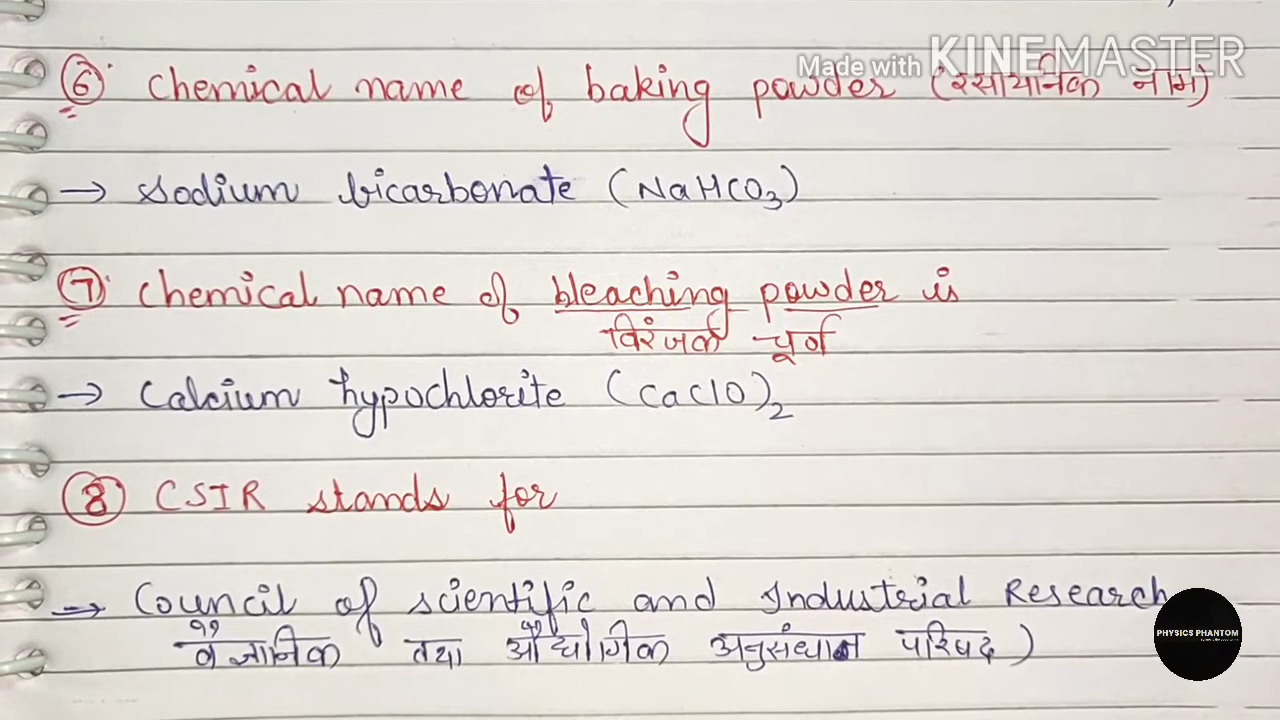 Made with KINEMASTER
⑥ Chemical name of baking powder (रसायनिक नाम)
→ Sodium bicarbonate (NaHCO₃)
⑦ Chemical name of bleaching powder is
विरंजक चूर्ण
→ Calcium hypochlorite (CaClO)₂
⑧ CSIR stands for
→ Council of scientific and Industrial Research
वैज्ञानिक तथा औद्योगिक अनुसंधान परिषद)
PHYSICS PHANTOM